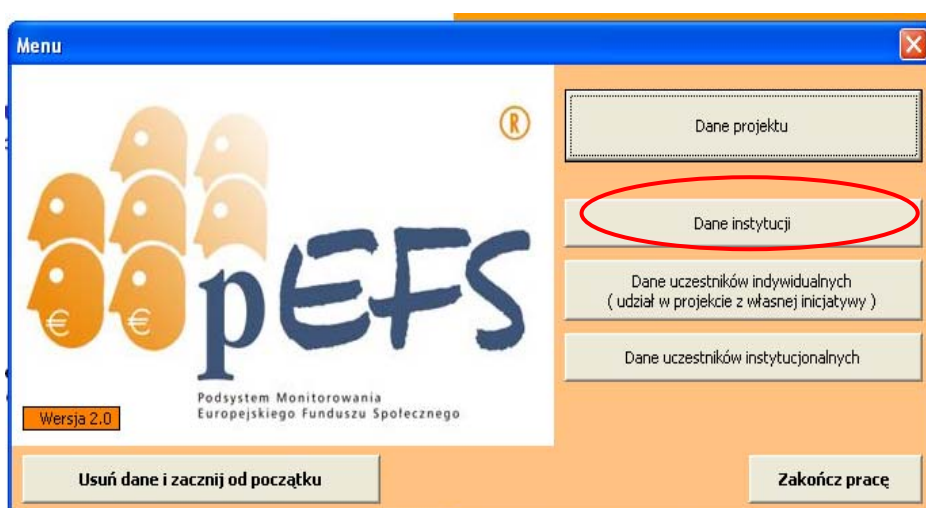 Menu
®
Dane projektu
Dane instytucji
Dane uczestników indywidualnych
( udział w projekcie z własnej inicjatywy )
Dane uczestników instytucjonalnych
€ €
pEFS
Podsystem Monitorowania
Europejskiego Funduszu Społecznego
Wersja 2.0
Usuń dane i zacznij od początku
Zakończ pracę